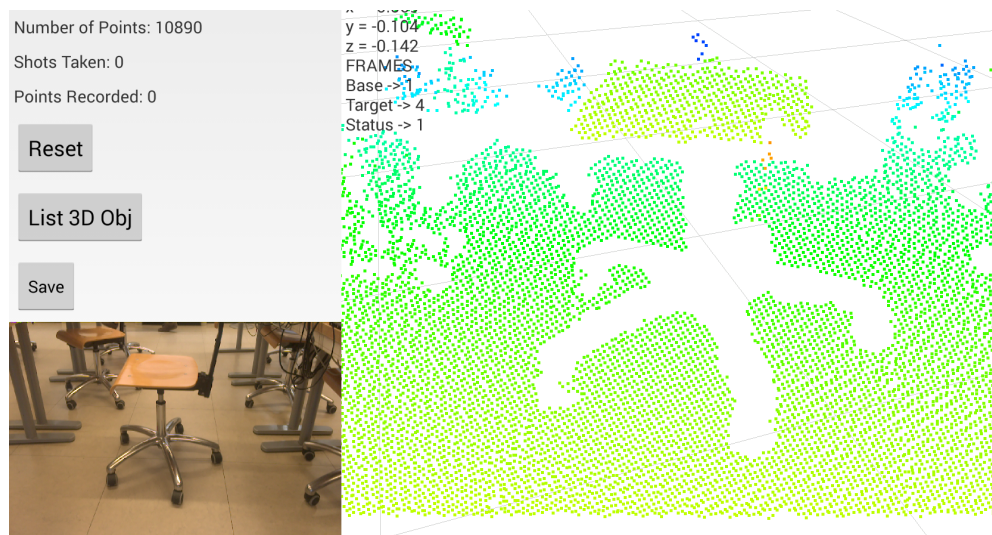 Number of Points: 10890
Shots Taken: 0
Points Recorded: 0
Reset
List 3D Obj
Save
y = -0.104
z = -0.142
FRAMES
Base -> 1
Target -> 4
Status -> 1